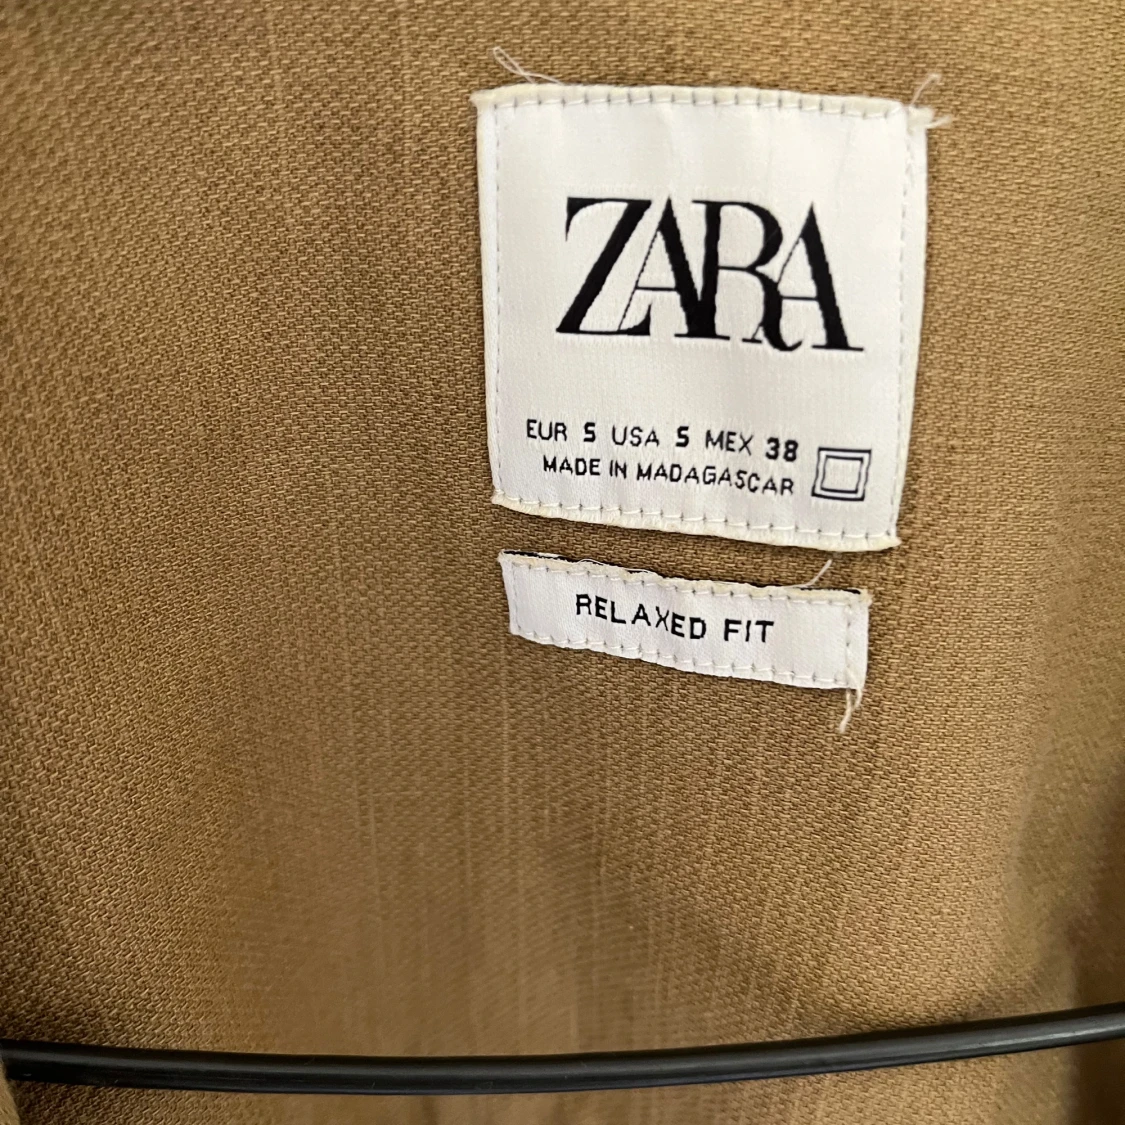 ZARA
EUR S USA S MEX 38
MADE IN MADAGASCAR
RELAXED FIT